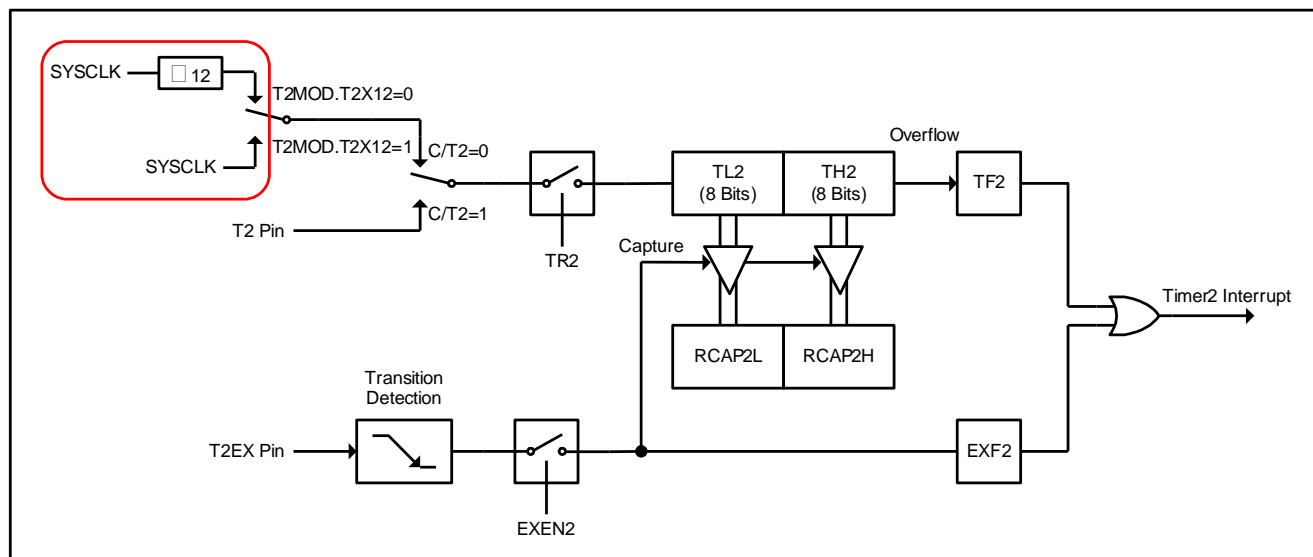 SYSCLK
□ 12
T2MOD.T2X12=0
T2MOD.T2X12=1
SYSCLK
C/T2=0
C/T2=1
T2 Pin
TR2
TL2
(8 Bits)
TH2
(8 Bits)
Overflow
TF2
Capture
RCAP2L
RCAP2H
Timer2 Interrupt
Transition
Detection
T2EX Pin
EXEN2
EXF2